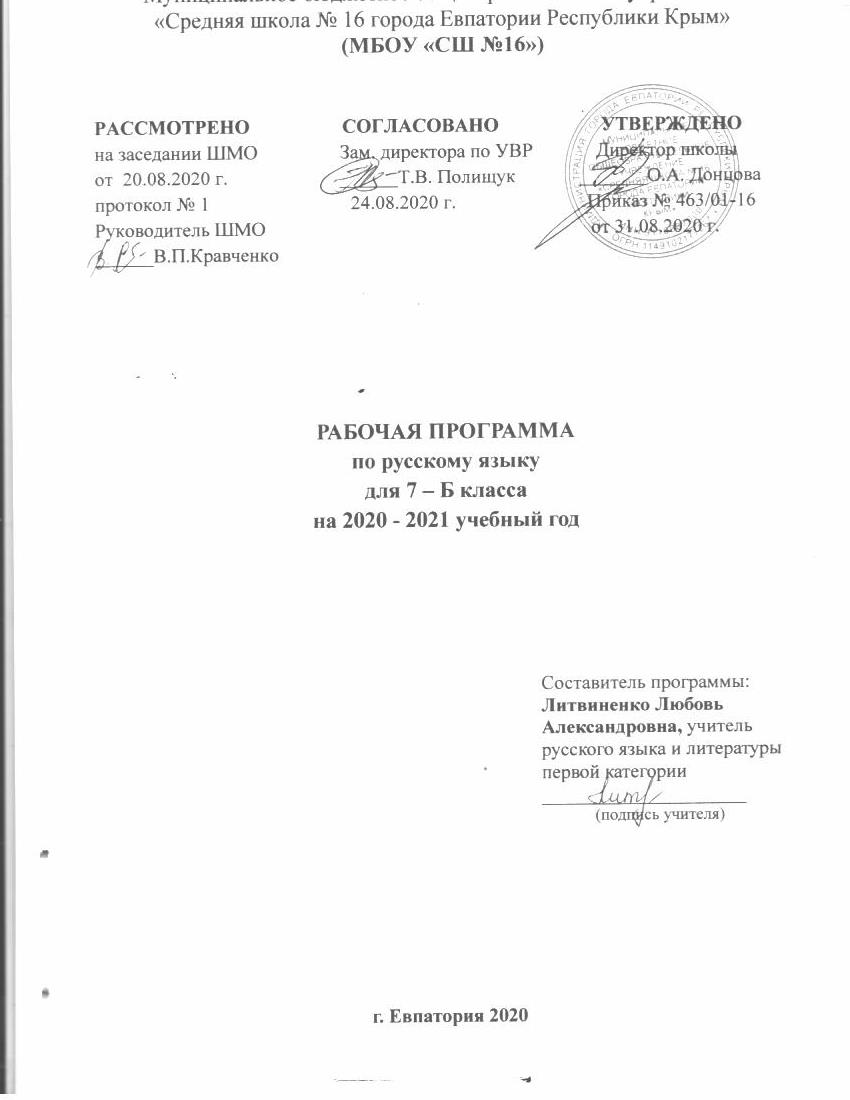 «Средняя школа № 16 города Евпатории Республики Крым»
(МБОУ «СШ №16»)
РАССМОТРЕНО
на заседании ШМО
от 20.08.2020 г.
протокол № 1
Руководитель ШМО
В.П.Кравченко
СОГЛАСОВАНО
Зам. директора по УВР
Т.В. Полищук
24.08.2020 г.
УТВЕРЖДЕНО
Директор школы
О.А. Донцова
Приказ № 463/01-16
от 31.08.2020 г.
РАБОЧАЯ ПРОГРАММА
по русскому языку
для 7 – Б класса
на 2020 - 2021 учебный год
Составитель программы:
Литвиненко Любовь
Александровна, учитель
русского языка и литературы
первой категории
(подпись учителя)
г. Евпатория 2020